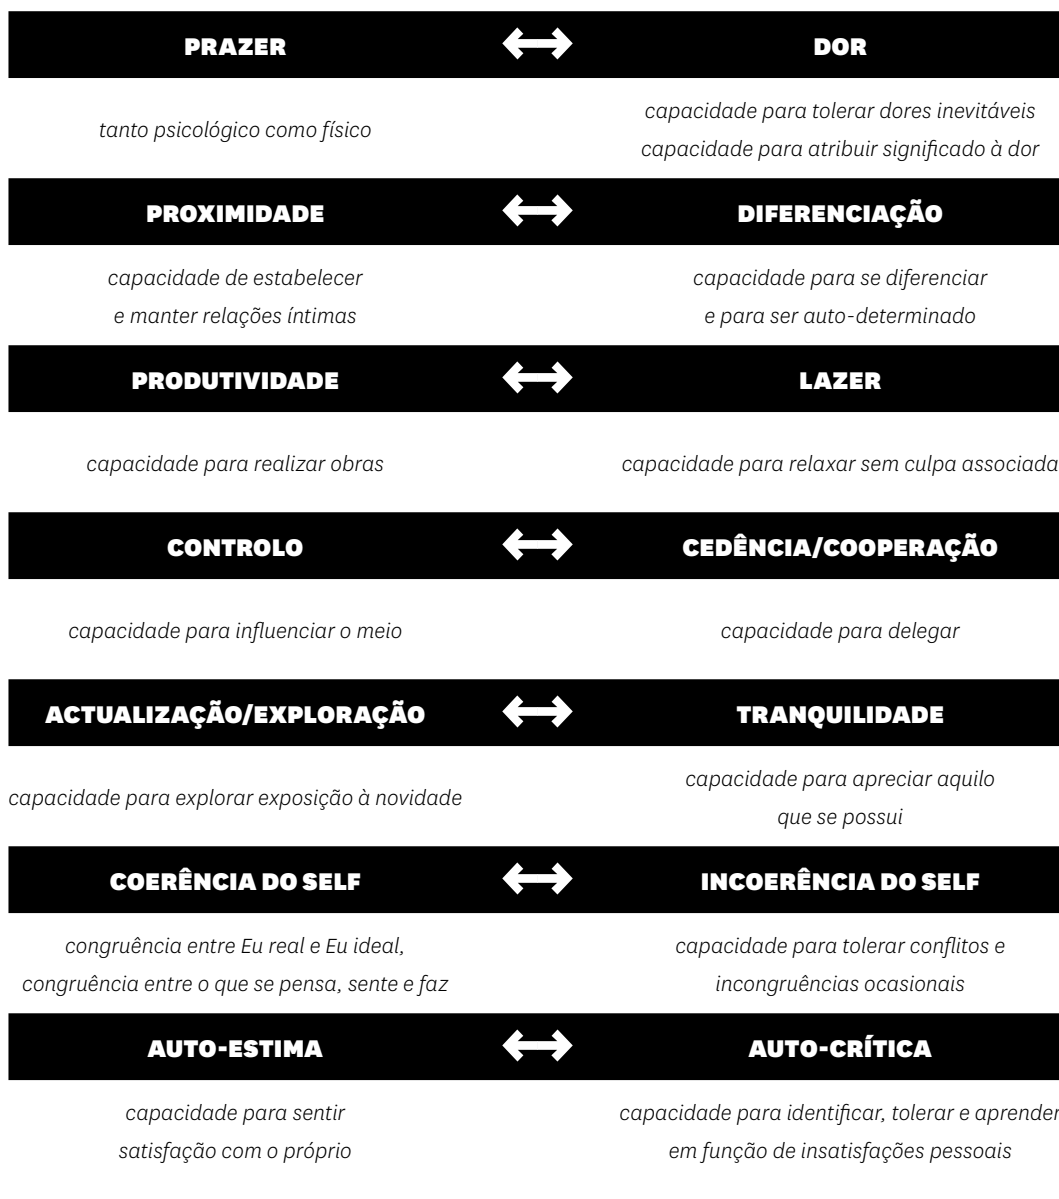 PRAZER ↔ DOR
tanto psicológico como físico
capacidade para tolerar dores inevitáveis
capacidade para atribuir significado à dor
PROXIMIDADE ↔ DIFERENCIAÇÃO
capacidade de estabelecer
e manter relações íntimas
capacidade para se diferenciar
e para ser auto-determinado
PRODUTIVIDADE ↔ LAZER
capacidade para realizar obras
capacidade para relaxar sem culpa associada
CONTROLO ↔ CEDÊNCIA/COOPERAÇÃO
capacidade para influenciar o meio
capacidade para delegar
ACTUALIZAÇÃO/EXPLORAÇÃO ↔ TRANQUILIDADE
capacidade para explorar exposição à novidade
capacidade para apreciar aquilo
que se possui
COERÊNCIA DO SELF ↔ INCOERÊNCIA DO SELF
congruência entre Eu real e Eu ideal,
congruência entre o que se pensa, sente e faz
capacidade para tolerar conflitos e
incongruências ocasionais
AUTO-ESTIMA ↔ AUTO-CRÍTICA
capacidade para sentir
satisfação com o próprio
capacidade para identificar, tolerar e aprender
em função de insatisfações pessoais